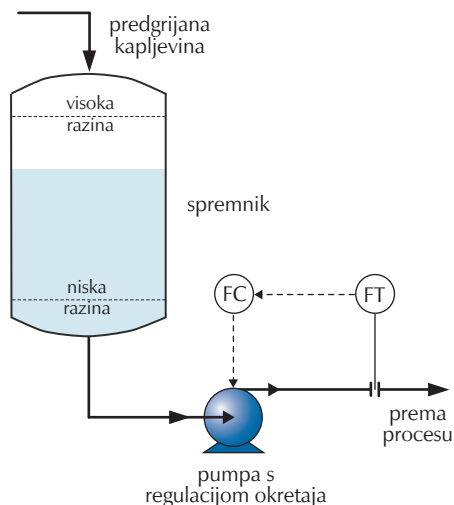 predgrijana
kapljevina
visoka
razina
spremnik
niska
razina
FC
FT
prema
procesu
pumpa s
regulacijom okretaja